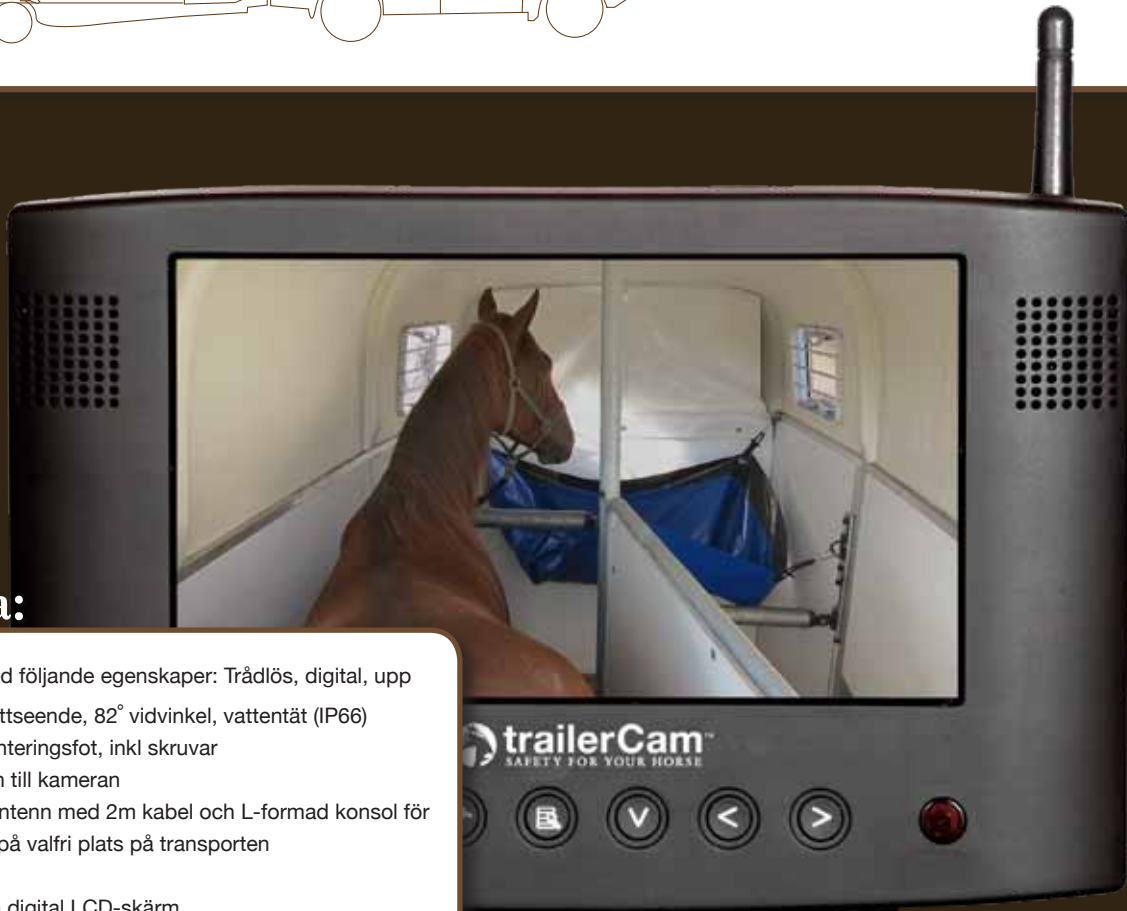 a:
d följande egenskaper: Trådlös, digital, upp
ttseende, 82° vidvinkel, vattentät (IP66)
nteringsfot, inkl skruvar
till kameran
ntenn med 2m kabel och L-formad konsol för
på valfri plats på transporten
digital LCD-skärm
trailerCam™
SAFETY FOR YOUR HORSE